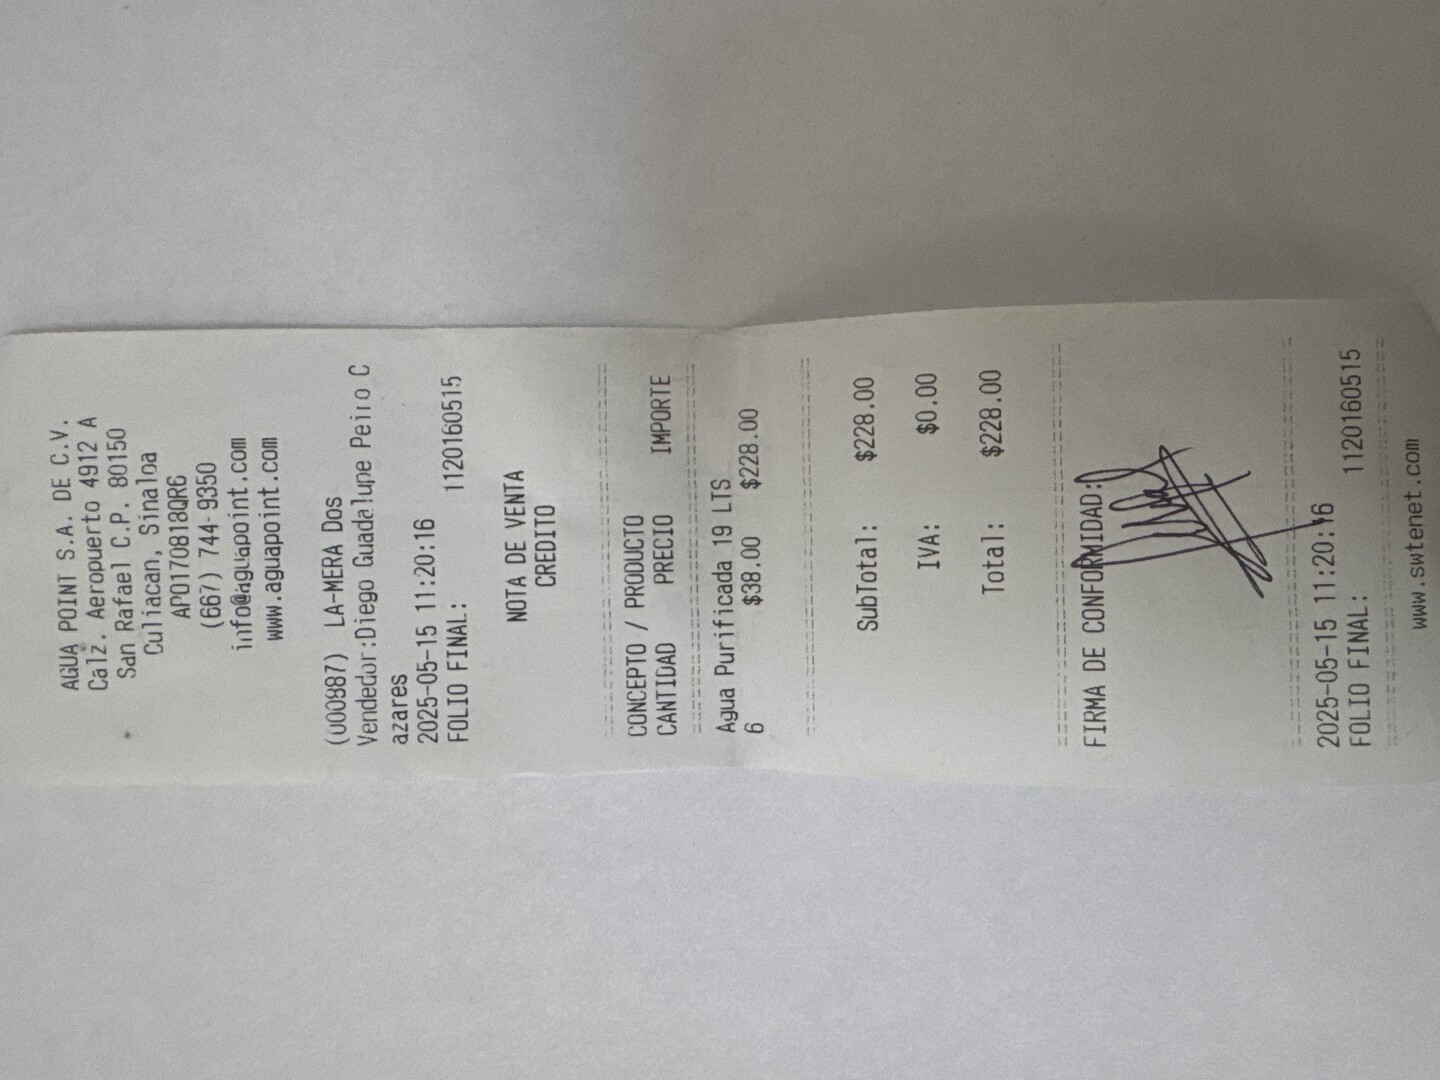 AGUA POINT S.A. DE C.V.
Calz. Aeropuerto 4912 A
San Rafael C.P. 80150
Culiacan, Sinaloa
APO170818QR6
(667) 744-9350
info@aguapoint.com
www.aguapoint.com
(000887) LA-MERA Dos
Vendedor:Diego Guadalupe Peiro C
azares
2025-05-15 11:20:16
FOLIO FINAL: 1120160515
NOTA DE VENTA
CREDITO
CONCEPTO / PRODUCTO
CANTIDAD PRECIO IMPORTE
Agua Purificada 19 LTS
6 $38.00 $228.00
SubTotal: $228.00
IVA: $0.00
Total: $228.00
FIRMA DE CONFORMIDAD:
2025-05-15 11:20:16
FOLIO FINAL: 1120160515
www.swtenet.com